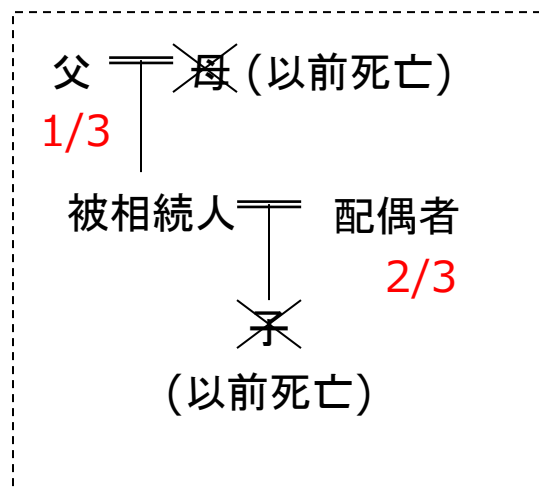 父 母 (以前死亡)
1/3
被相続人 配偶者
2/3
子
(以前死亡)